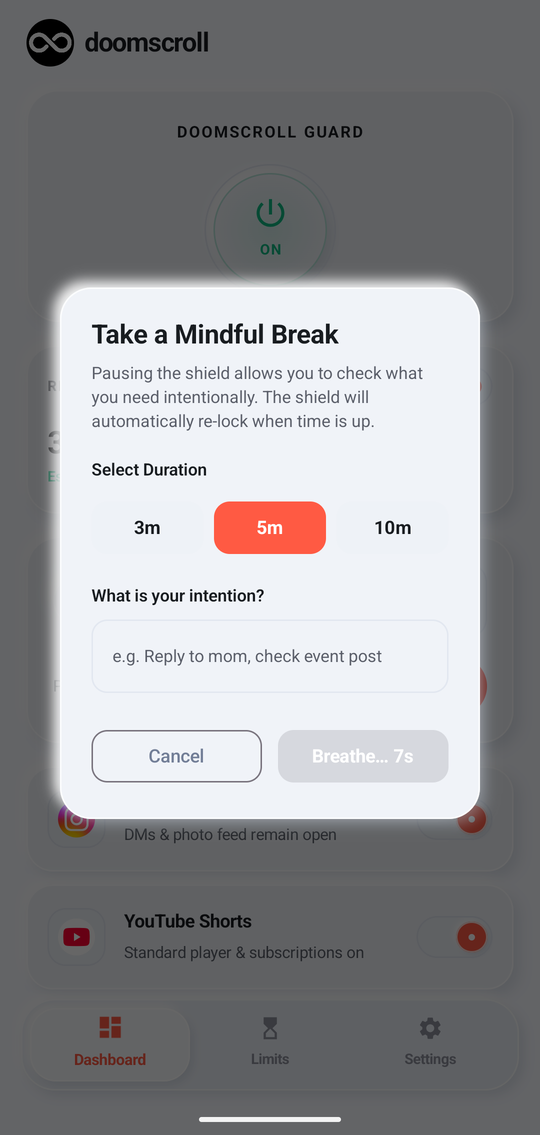 doomscroll
DOOMSCROLL GUARD
ON
Take a Mindful Break
Pausing the shield allows you to check what
you need intentionally. The shield will
automatically re-lock when time is up.
Select Duration
3m 5m 10m
What is your intention?
e.g. Reply to mom, check event post
Cancel Breathe... 7s
DMs & photo feed remain open
YouTube Shorts
Standard player & subscriptions on
Dashboard Limits Settings